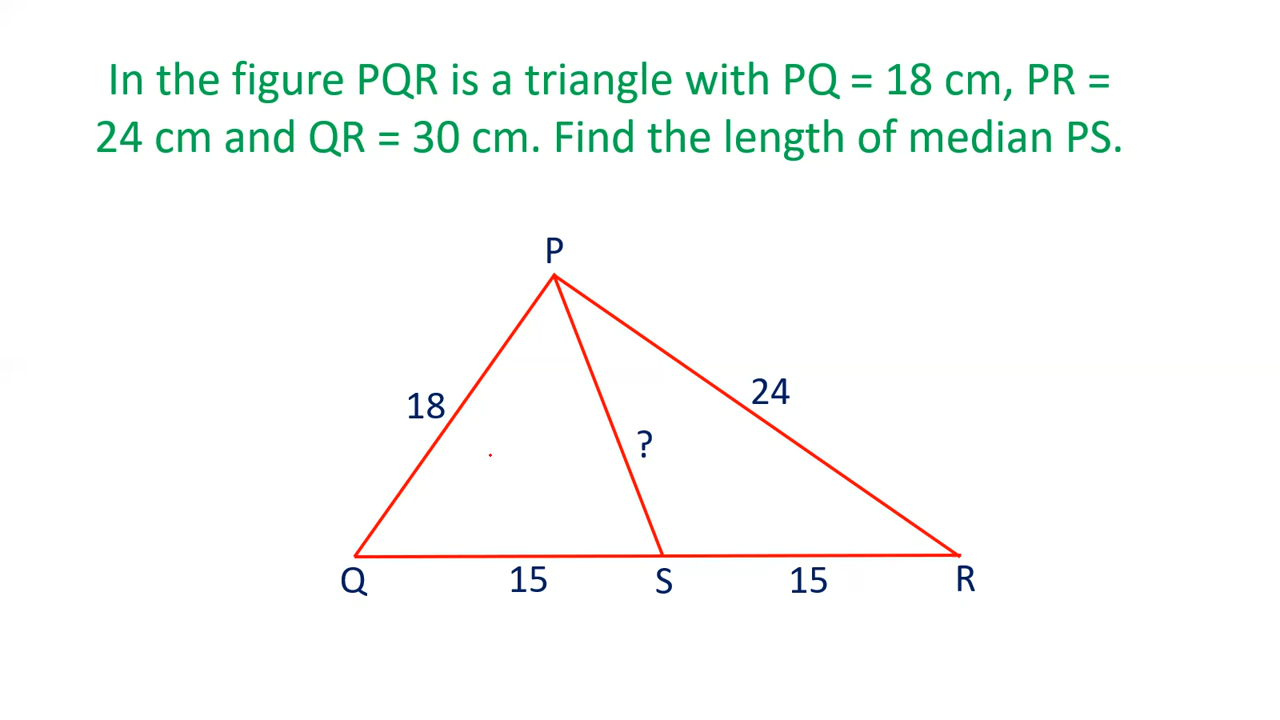 In the figure PQR is a triangle with PQ = 18 cm, PR =
24 cm and QR = 30 cm. Find the length of median PS.
P
18
24
?
Q
15
S
15
R